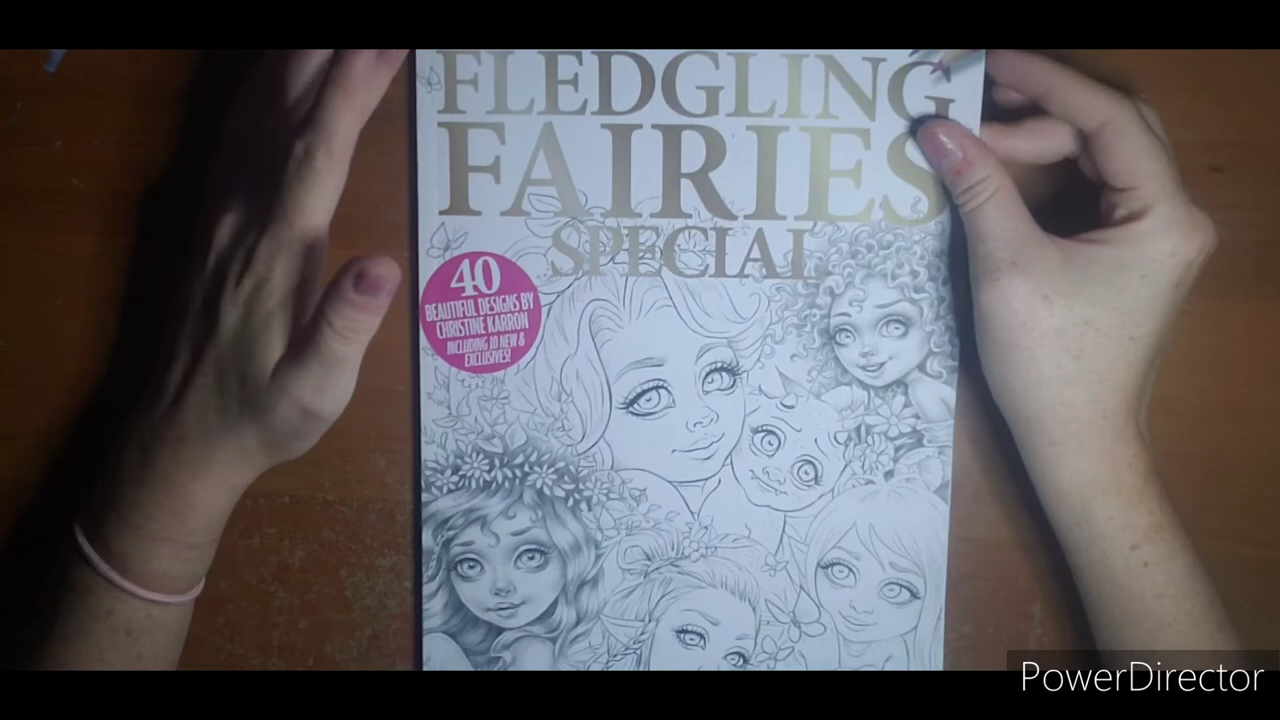 FLEDGLING
FAIRIES
SPECIAL
40
BEAUTIFUL DESIGNS BY
CHRISTINE KARRON
INCLUDING 10 NEW &
EXCLUSIVES!
PowerDirector